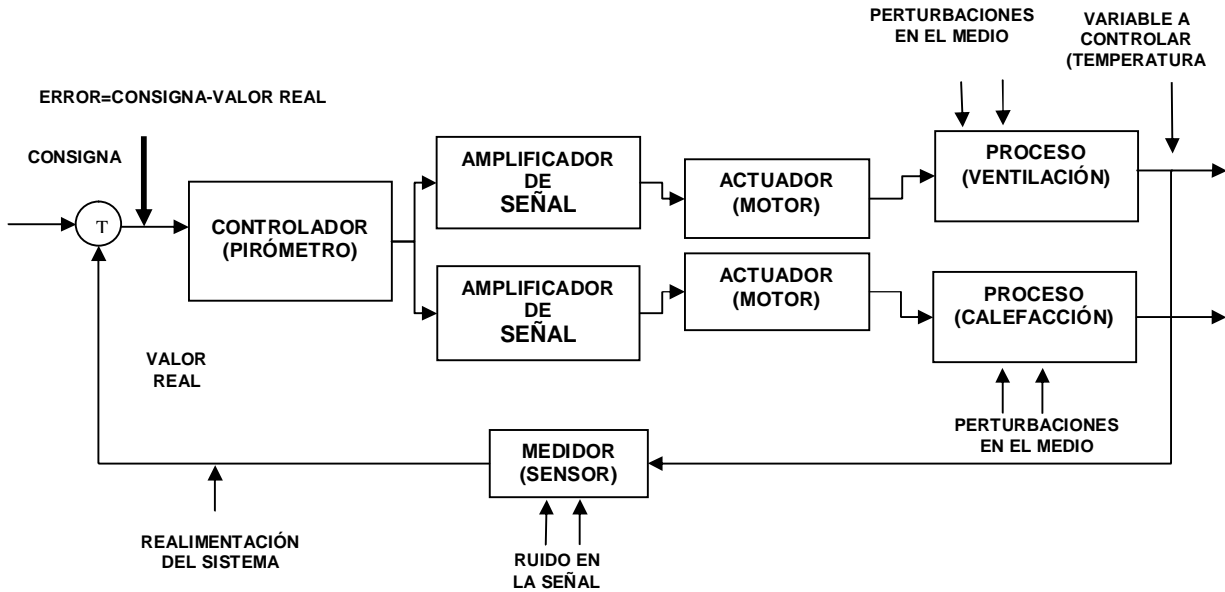 PERTURBACIONES
EN EL MEDIO
VARIABLE A
CONTROLAR
(TEMPERATURA
ERROR=CONSIGNA-VALOR REAL
CONSIGNA
T
CONTROLADOR
(PIRÓMÉTRO)
AMPLIFICADOR
DE
SEÑAL
ACTUADOR
(MOTOR)
PROCESO
(VENTILACIÓN)
AMPLIFICADOR
DE
SEÑAL
ACTUADOR
(MOTOR)
PROCESO
(CALEFACCIÓN)
VALOR
REAL
PERTURBACIONES
EN EL MEDIO
MEDIDOR
(SENSOR)
REALIMENTACIÓN
DEL SISTEMA
RUIDO EN
LA SEÑAL